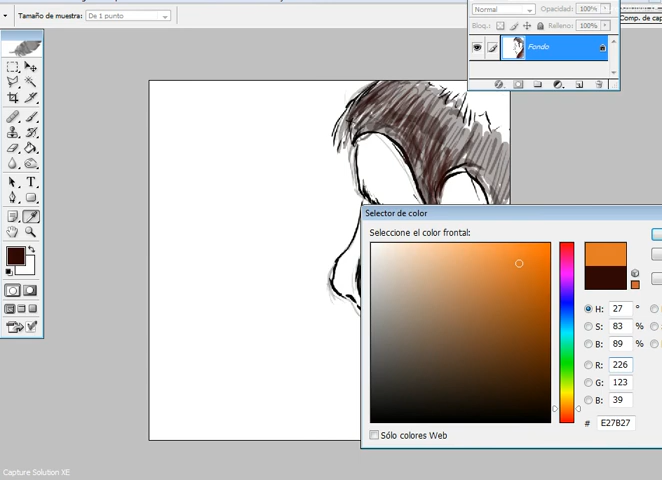 Tamaño de muestra: De 1 punto
Normal Opacidad: 100%
Comp. de cap
Bloq.: Relleno: 100%
Fondo
T
Selector de color
Seleccione el color frontal:
H: 27 °
S: 83 %
B: 89 %
R: 226
G: 123
B: 39
# E27B27
Sólo colores Web
Capture Solution XE